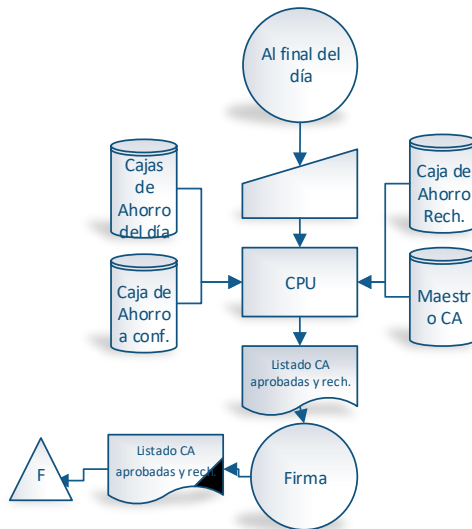 Al final del
día
Cajas
de
Ahorro
del día
Caja de
Ahorro
Rech.
Caja de
Ahorro
a conf.
CPU
Maestr
o CA
Listado CA
aprobadas y rech.
Listado CA
aprobadas y rech.
Firma
F